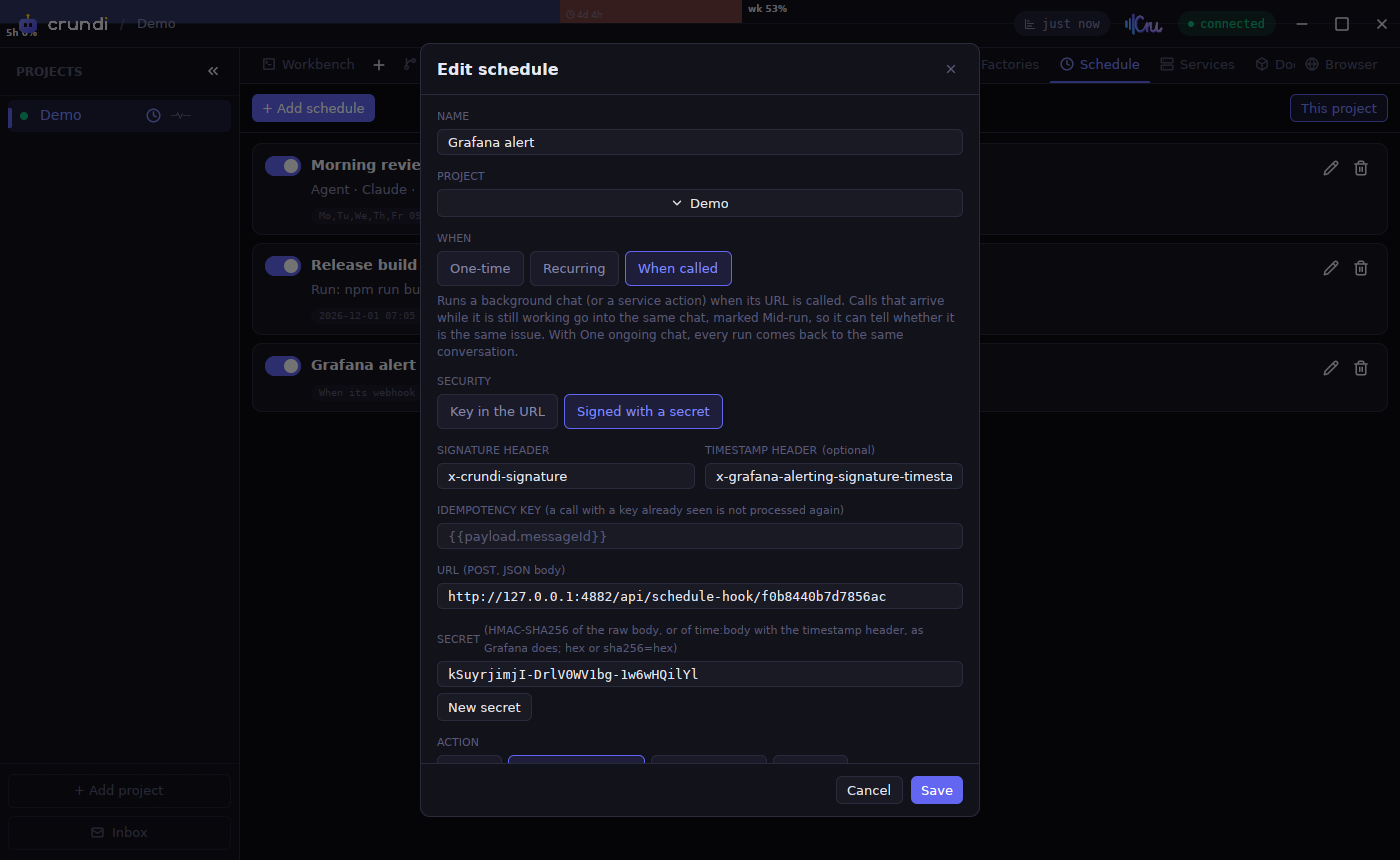 4d 4h
wk 53%
5h 0%
crundi / Demo
just now
Cru
connected
PROJECTS
Demo
+ Add project
Inbox
Workbench
Factories
Schedule
Services
Doc
Browser
+ Add schedule
This project
Morning revie
Agent · Claude ·
Mo,Tu,We,Th,Fr 09
Release build
Run: npm run bu
2026-12-01 07:05
Grafana alert
When its webhook
Edit schedule
NAME
Grafana alert
PROJECT
Demo
WHEN
One-time
Recurring
When called
Runs a background chat (or a service action) when its URL is called. Calls that arrive
while it is still working go into the same chat, marked Mid-run, so it can tell whether it
is the same issue. With One ongoing chat, every run comes back to the same
conversation.
SECURITY
Key in the URL
Signed with a secret
SIGNATURE HEADER
x-crundi-signature
TIMESTAMP HEADER (optional)
x-grafana-alerting-signature-timesta
IDEMPOTENCY KEY (a call with a key already seen is not processed again)
{{payload.messageId}}
URL (POST, JSON body)
http://127.0.0.1:4882/api/schedule-hook/f0b8440b7d7856ac
SECRET (HMAC-SHA256 of the raw body, or of time:body with the timestamp header, as
Grafana does; hex or sha256=hex)
kSuyrjimjI-DrlV0WV1bg-1w6wHQilYl
New secret
ACTION
Cancel
Save